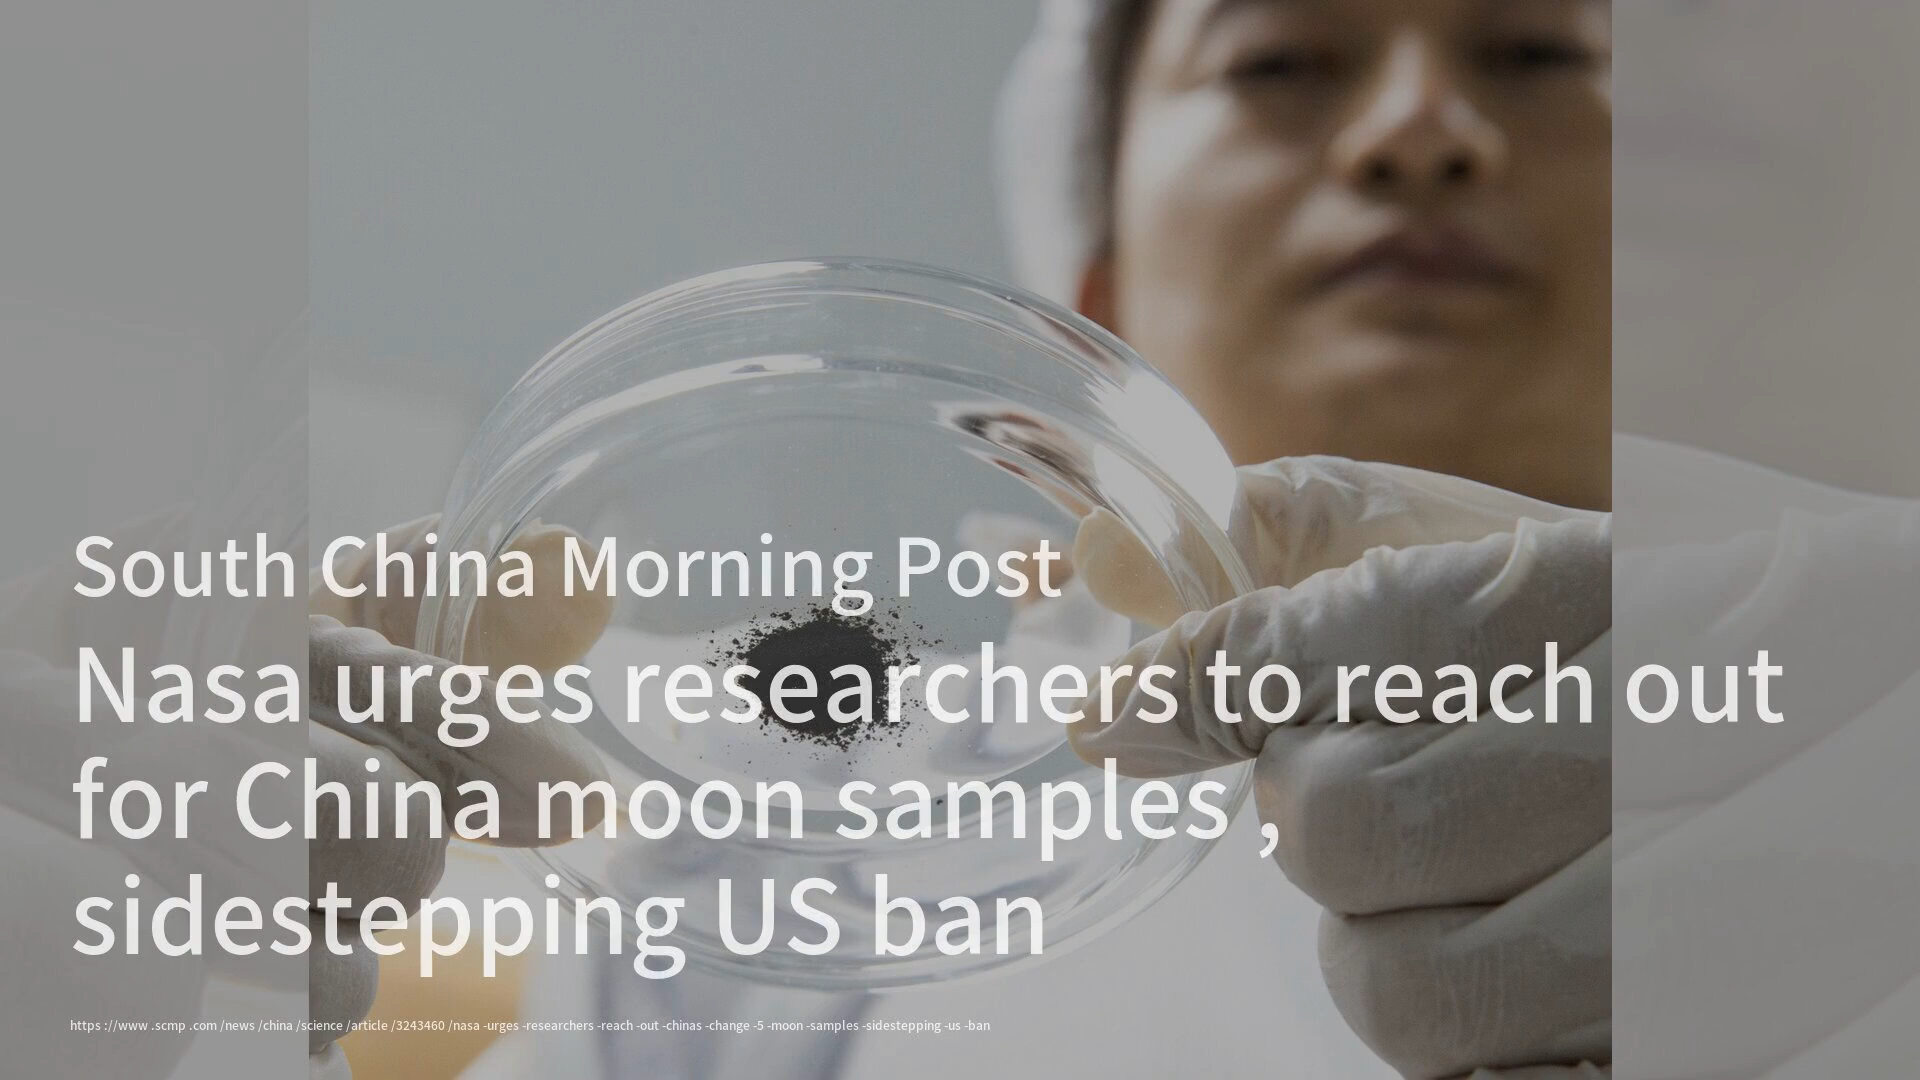 South China Morning Post
Nasa urges researchers to reach out
for China moon samples ,
sidestepping US ban
https ://www .scmp .com /news /china /science /article /3243460 /nasa -urges -researchers -reach -out -chinas -change -5 -moon -samples -sidestepping -us -ban